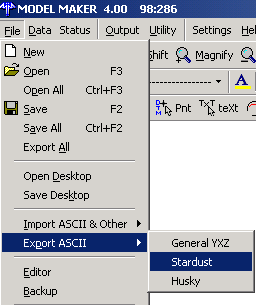 MODEL MAKER 4.00 98:286
File Data Status Output Utility Settings
New
Open F3
Open All Ctrl+F3
Save F2
Save All Ctrl+F2
Export All
Open Desktop
Save Desktop
Import ASCII & Other
Export ASCII
Editor
Backup
Shift Magnify
A
Pnt teXt
General YXZ
Stardust
Husky